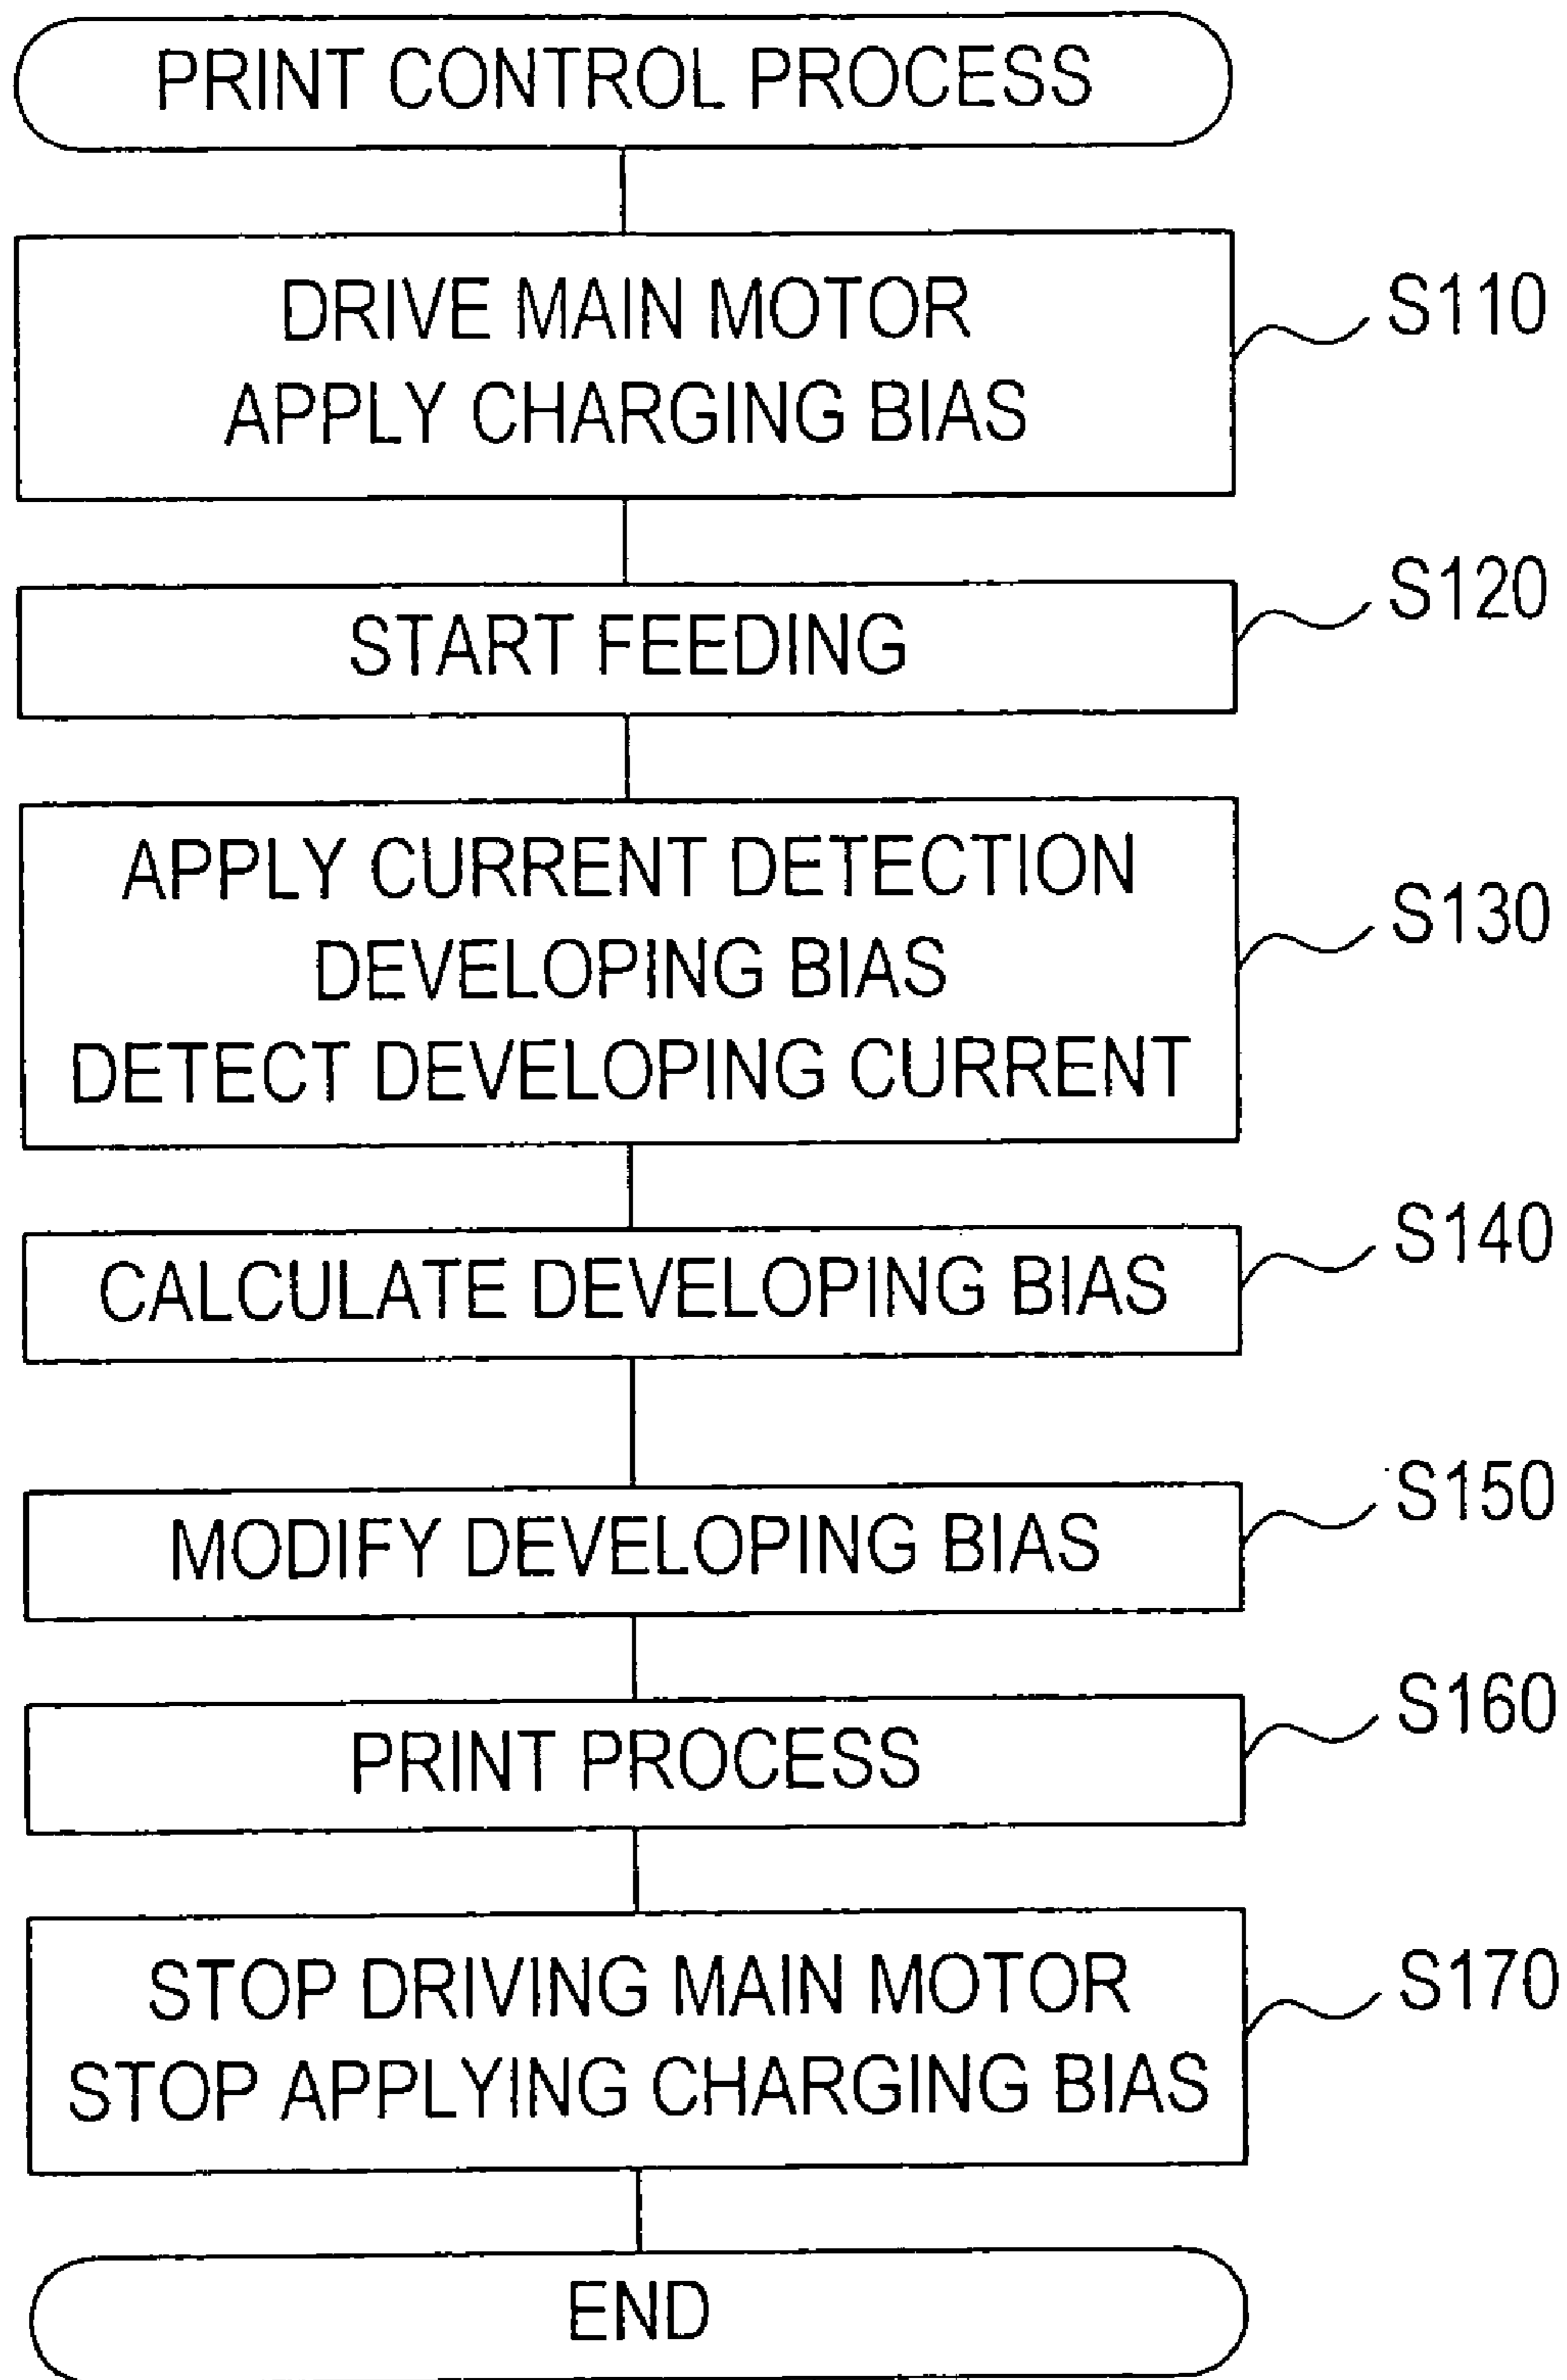 PRINT CONTROL PROCESS
DRIVE MAIN MOTOR
APPLY CHARGING BIAS
S110
START FEEDING
S120
APPLY CURRENT DETECTION
DEVELOPING BIAS
DETECT DEVELOPING CURRENT
S130
CALCULATE DEVELOPING BIAS
S140
MODIFY DEVELOPING BIAS
S150
PRINT PROCESS
S160
STOP DRIVING MAIN MOTOR
STOP APPLYING CHARGING BIAS
S170
END